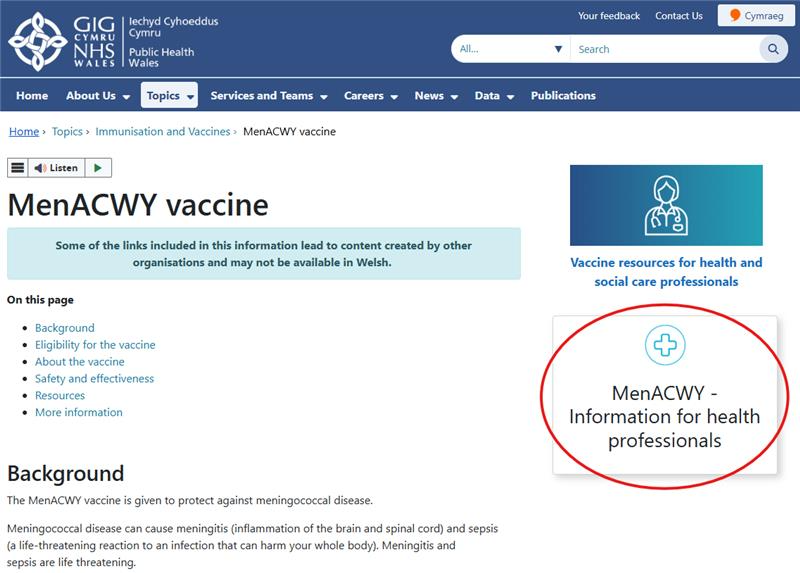 GIG
CYMRU
NHS
WALES
Iechyd Cyhoeddus
Cymru
Public Health
Wales
Your feedback
Contact Us
Cymraeg
All...
Search
Home
About Us
Topics
Services and Teams
Careers
News
Data
Publications
Home › Topics › Immunisation and Vaccines › MenACWY vaccine
Listen
MenACWY vaccine
Some of the links included in this information lead to content created by other
organisations and may not be available in Welsh.
On this page
Background
Eligibility for the vaccine
About the vaccine
Safety and effectiveness
Resources
More information
Background
The MenACWY vaccine is given to protect against meningococcal disease.
Meningococcal disease can cause meningitis (inflammation of the brain and spinal cord) and sepsis
(a life-threatening reaction to an infection that can harm your whole body). Meningitis and
sepsis are life threatening.
Vaccine resources for health and
social care professionals
MenACWY -
Information for health
professionals